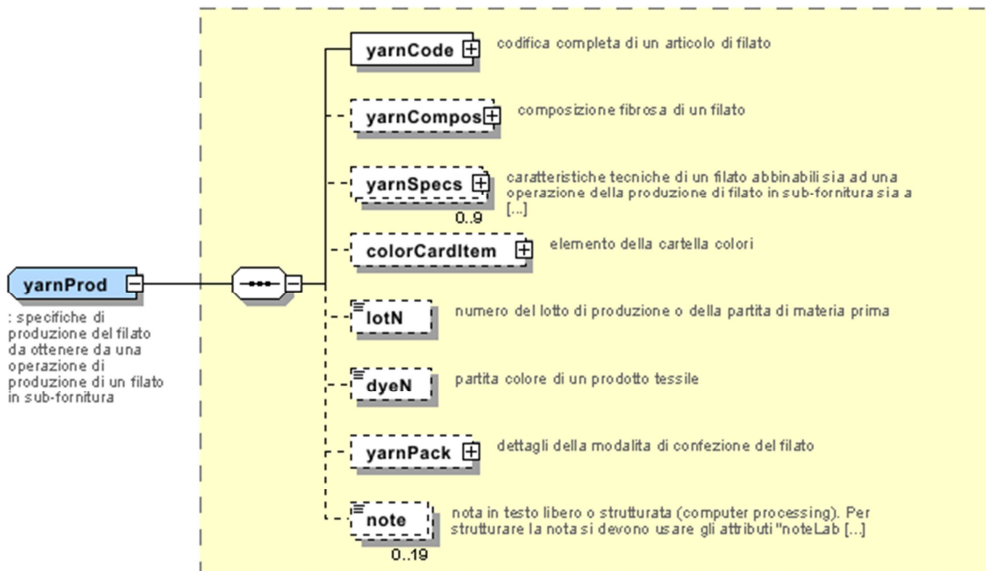 yarnCode
codifica completa di un articolo di filato
yarnCompos
composizione fibrosa di un filato
yarnSpecs
caratteristiche tecniche di un filato abbinabili sia ad una
operazione della produzione di filato in sub-fornitura sia a
[...]
0..9
colorCardItem
elemento della cartella colori
yarnProd
: specifiche di
produzione del filato
da ottenere da una
operazione di
produzione di un filato
in sub-fornitura
lotN
numero del lotto di produzione o della partita di materia prima
dyeN
partita colore di un prodotto tessile
yarnPack
dettagli della modalita di confezione del filato
note
nota in testo libero o strutturata (computer processing). Per
strutturare la nota si devono usare gli attributi "noteLab [...]
0..19